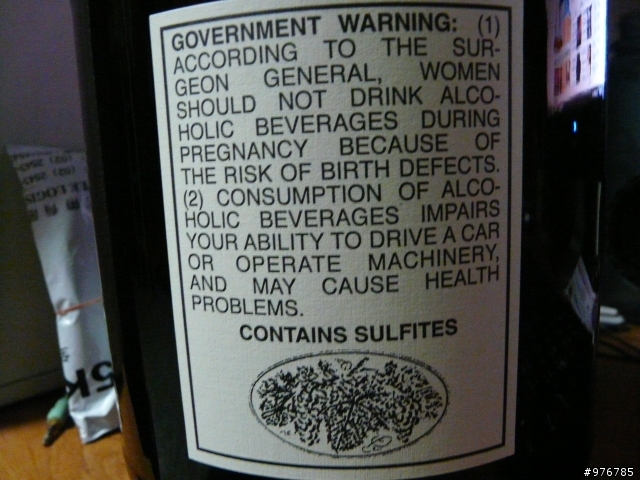 GOVERNMENT WARNING: (1)
ACCORDING TO THE SUR-
GEON GENERAL, WOMEN
SHOULD NOT DRINK ALCO-
HOLIC BEVERAGES DURING
PREGNANCY BECAUSE OF
THE RISK OF BIRTH DEFECTS.
(2) CONSUMPTION OF ALCO-
HOLIC BEVERAGES IMPAIRS
YOUR ABILITY TO DRIVE A CAR
OR OPERATE MACHINERY,
AND MAY CAUSE HEALTH
PROBLEMS.
CONTAINS SULFITES
5K
#976785